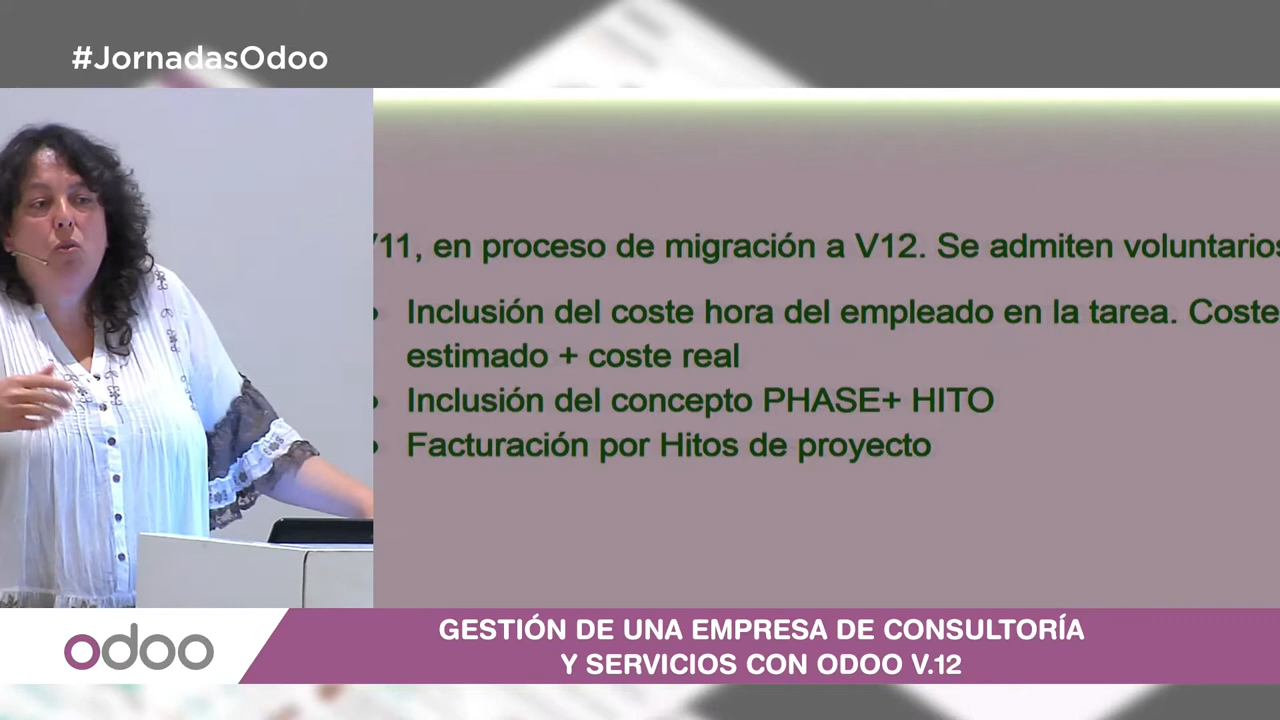 #JornadasOdoo
V11, en proceso de migración a V12. Se admiten voluntarios
Inclusión del coste hora del empleado en la tarea. Coste
estimado + coste real
Inclusión del concepto PHASE+ HITO
Facturación por Hitos de proyecto
odoo
GESTIÓN DE UNA EMPRESA DE CONSULTORÍA
Y SERVICIOS CON ODOO V.12